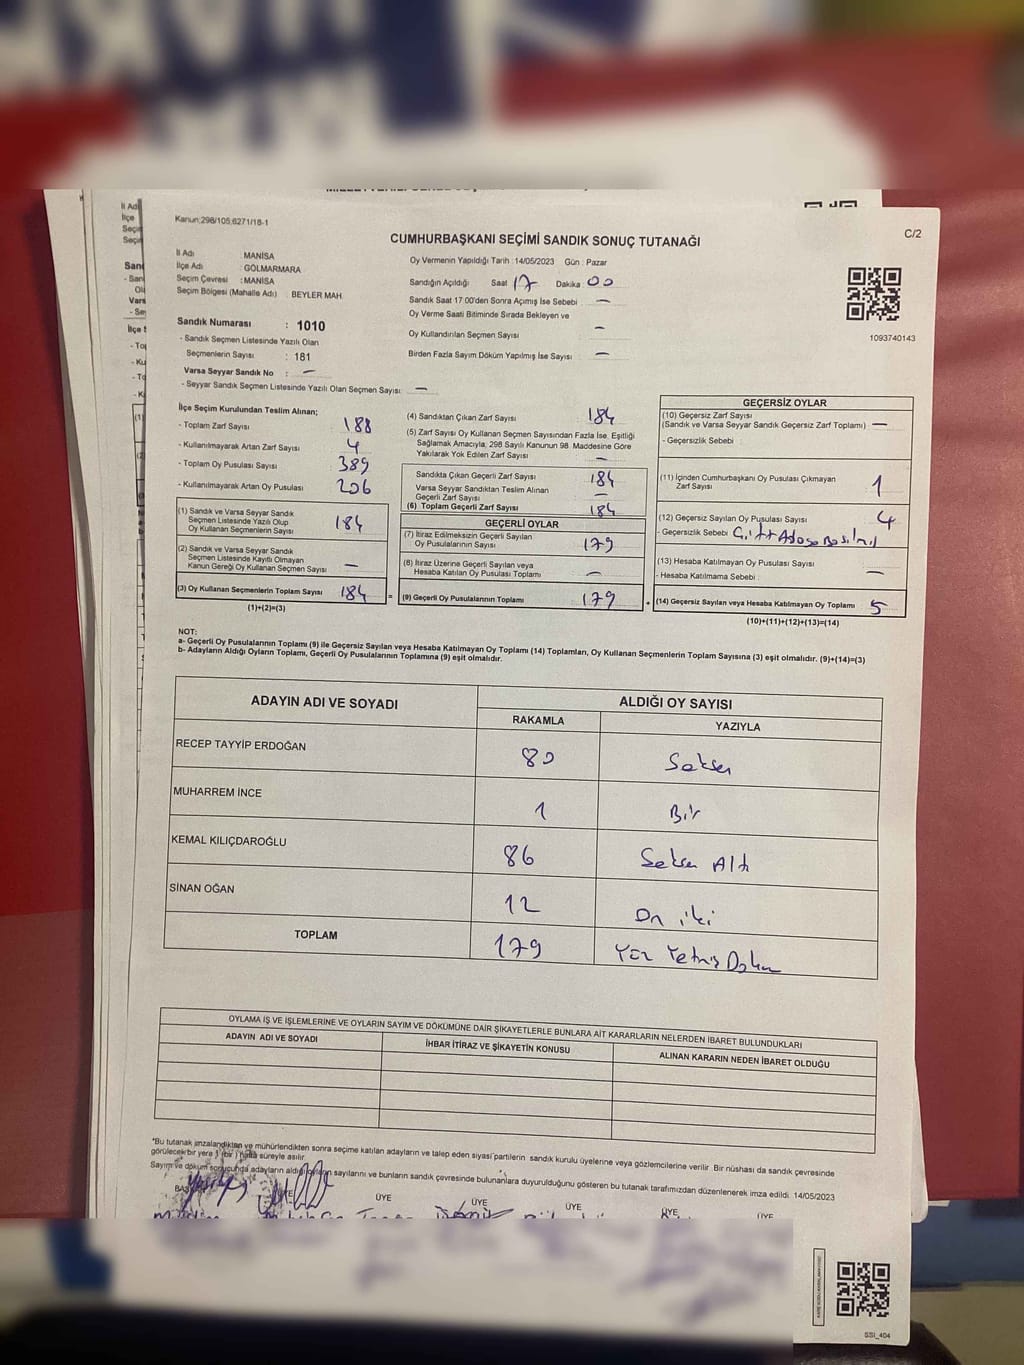 Kanun:298/105,6271/18-1
C/2
CUMHURBAŞKANI SEÇİMİ SANDIK SONUÇ TUTANAĞI
İl Adı : MANİSA
İlçe Adı : GÖLMARMARA
Seçim Çevresi : MANİSA
Seçim Bölgesi (Mahalle Adı) : BEYLER MAH.
Sandık Numarası : 1010
- Sandık Seçmen Listesinde Yazılı Olan
Seçmenlerin Sayısı : 181
Varsa Seyyar Sandık No : —
- Seyyar Sandık Seçmen Listesinde Yazılı Olan Seçmen Sayısı: —
Oy Vermenin Yapıldığı Tarih :14/05/2023 Gün : Pazar
Sandığın Açıldığı Saat 17 Dakika : 00
Sandık Saat 17.00'den Sonra Açılmış İse Sebebi —
Oy Verme Saati Bitiminde Sırada Bekleyen ve
Oy Kullandırılan Seçmen Sayısı —
Birden Fazla Sayım Döküm Yapılmış İse Sayısı —
1093740143
İlçe Seçim Kurulundan Teslim Alınan;
- Toplam Zarf Sayısı 188
- Kullanılmayarak Artan Zarf Sayısı 4
- Toplam Oy Pusulası Sayısı 389
- Kullanılmayarak Artan Oy Pusulası 206
(1) Sandık ve Varsa Seyyar Sandık
Seçmen Listesinde Yazılı Olup
Oy Kullanan Seçmenlerin Sayısı 184
(2) Sandık ve Varsa Seyyar Sandık
Seçmen Listesinde Kayıtlı Olmayan
Kanun Gereği Oy Kullanan Seçmen Sayısı —
(3) Oy Kullanan Seçmenlerin Toplam Sayısı 184
(1)+(2)=(3)
(4) Sandıktan Çıkan Zarf Sayısı 184
(5) Zarf Sayısı Oy Kullanan Seçmen Sayısından Fazla İse, Eşitliği
Sağlamak Amacıyla, 298 Sayılı Kanunun 98. Maddesine Göre
Yakılarak Yok Edilen Zarf Sayısı —
Sandıkta Çıkan Geçerli Zarf Sayısı 184
Varsa Seyyar Sandıktan Teslim Alınan
Geçerli Zarf Sayısı —
(6) Toplam Geçerli Zarf Sayısı 184
GEÇERLİ OYLAR
(7) İtiraz Edilmeksizin Geçerli Sayılan
Oy Pusulalarının Sayısı 179
(8) İtiraz Üzerine Geçerli Sayılan veya
Hesaba Katılan Oy Pusulası Toplamı —
= (9) Geçerli Oy Pusulalarının Toplamı 179
GEÇERSİZ OYLAR
(10) Geçersiz Zarf Sayısı
(Sandık ve Varsa Seyyar Sandık Geçersiz Zarf Toplamı) —
- Geçersizlik Sebebi :
(11) İçinden Cumhurbaşkanı Oy Pusulası Çıkmayan
Zarf Sayısı 1
(12) Geçersiz Sayılan Oy Pusulası Sayısı 4
- Geçersizlik Sebebi
(13) Hesaba Katılmayan Oy Pusulası Sayısı
- Hesaba Katılmama Sebebi : —
+ (14) Geçersiz Sayılan veya Hesaba Katılmayan Oy Toplamı 5
(10)+(11)+(12)+(13)=(14)
NOT:
a- Geçerli Oy Pusulalarının Toplamı (9) ile Geçersiz Sayılan veya Hesaba Katılmayan Oy Toplamı (14) Toplamları, Oy Kullanan Seçmenlerin Toplam Sayısına (3) eşit olmalıdır. (9)+(14)=(3)
b- Adayların Aldığı Oyların Toplamı, Geçerli Oy Pusulalarının Toplamına (9) eşit olmalıdır.
ADAYIN ADI VE SOYADI ALDIĞI OY SAYISI
RAKAMLA YAZIYLA
RECEP TAYYİP ERDOĞAN 80 Seksen
MUHARREM İNCE 1 Bir
KEMAL KILIÇDAROĞLU 86 Seksen Altı
SİNAN OĞAN 12 On iki
TOPLAM 179 Yüz Yetmiş Dokuz
OYLAMA İŞ VE İŞLEMLERİNE VE OYLARIN SAYIM VE DÖKÜMÜNE DAİR ŞİKAYETLERLE BUNLARA AİT KARARLARIN NELERDEN İBARET BULUNDUKLARI
ADAYIN ADI VE SOYADI İHBAR İTİRAZ VE ŞİKAYETİN KONUSU ALINAN KARARIN NEDEN İBARET OLDUĞU
*Bu tutanak imzalandıktan ve mühürlendikten sonra seçime katılan adayların ve talep eden siyasi partilerin sandık kurulu üyelerine veya gözlemcilerine verilir. Bir nüshası da sandık çevresinde
görülecek bir yere 1 (bir) hafta süreyle asılır.
Sayım ve döküm sonucunda adayların aldığı oyların sayılarını ve bunların sandık çevresinde bulunanlara duyurulduğunu gösteren bu tutanak tarafımızdan düzenlenerek imza edildi. 14/05/2023
ÜYE ÜYE ÜYE ÜYE ÜYE
SSI_404